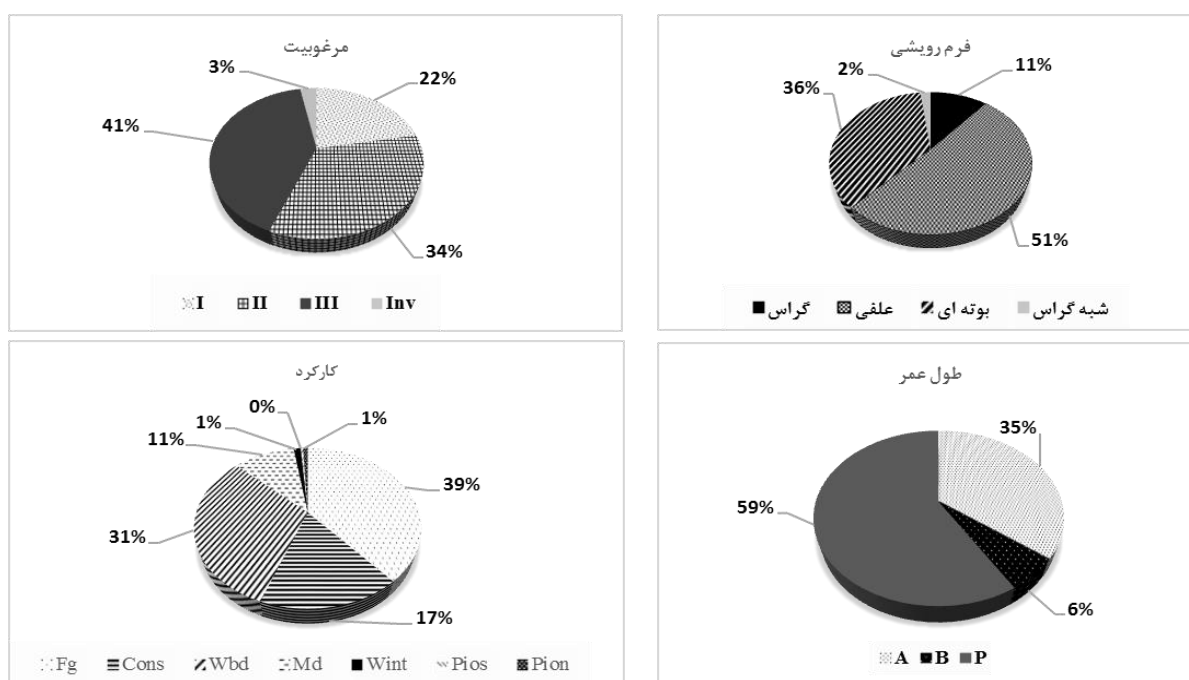 مرغوبیت
3%
22%
41%
34%
I II III Inv
فرم رویشی
2%
11%
36%
51%
گراس علفی بوته ای شبه گراس
کارکرد
0%
1%
1%
11%
39%
31%
17%
Fg Cons Wbd Md Wint Pios Pion
طول عمر
35%
59%
6%
A B P